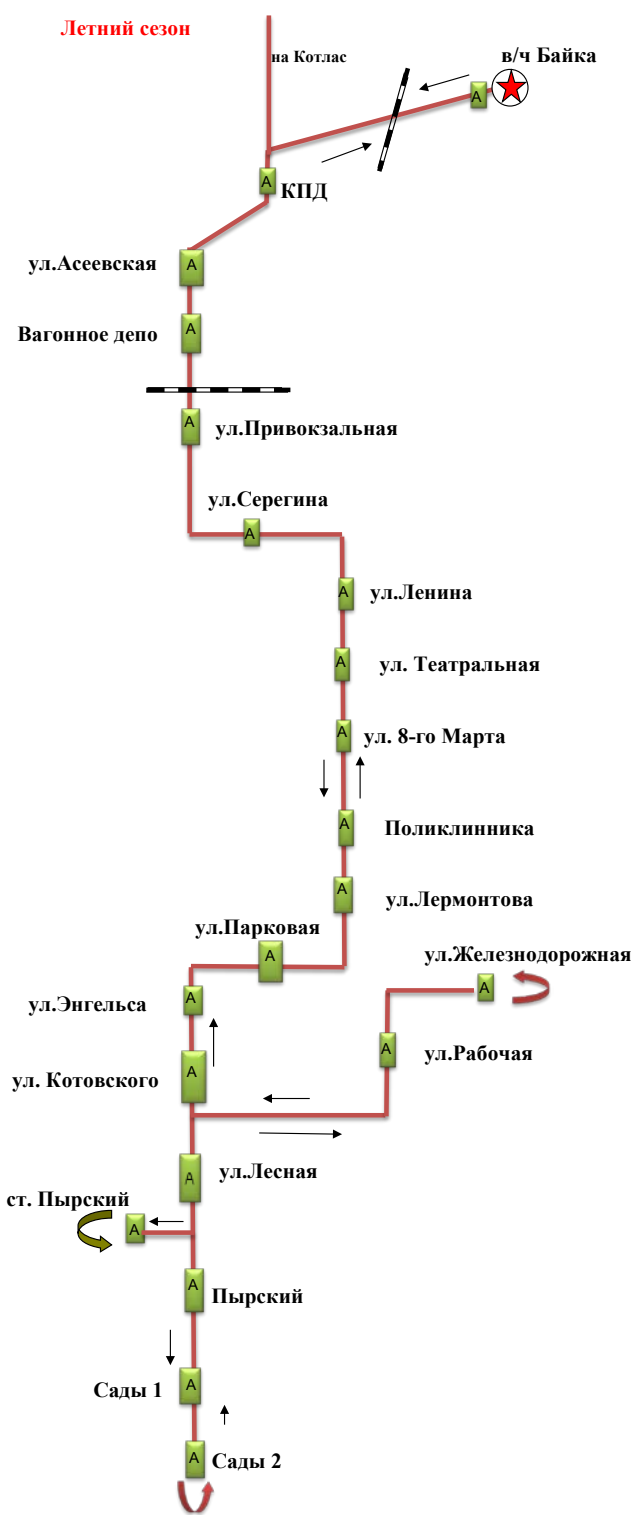 Летний сезон
на Котлас
в/ч Байка
А
А
КПД
ул.Асеевская
А
Вагонное депо
А
А
ул.Привокзальная
ул.Серегина
А
А
ул.Ленина
А
ул. Театральная
А
ул. 8-го Марта
А
Поликлинника
А
ул.Лермонтова
ул.Парковая
А
ул.Железнодорожная
А
ул.Энгельса
А
А
ул.Рабочая
ул. Котовского
А
А
ул.Лесная
ст. Пырский
А
А
Пырский
Сады 1
А
А
Сады 2